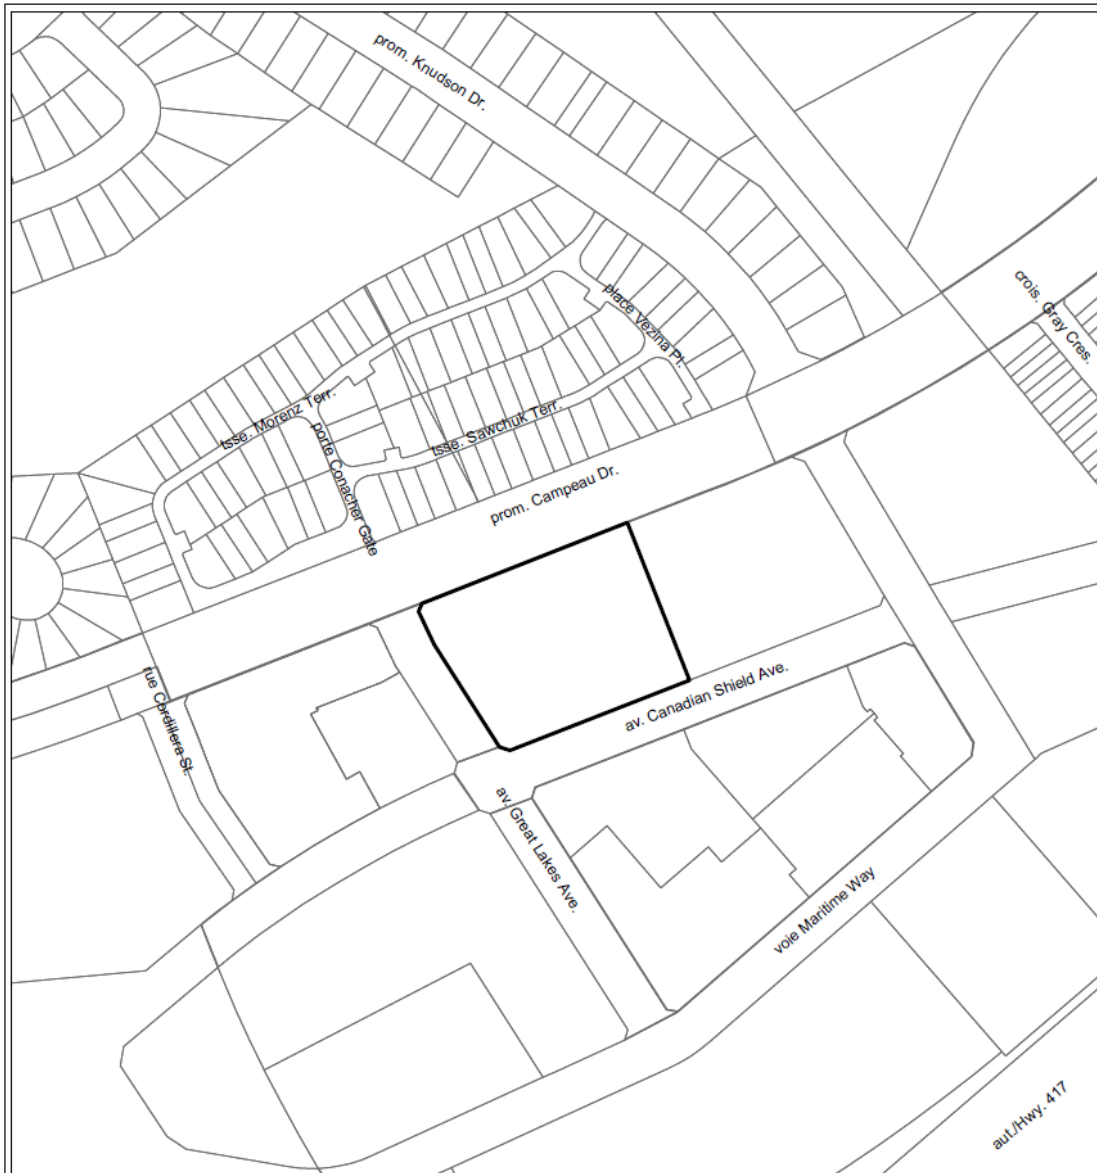 prom. Knudson Dr.
crois. Gray Cres.
place Vezina Pl.
tsse. Morenz Terr.
tsse. Sawchuk Terr.
porte Conacher Gate
prom. Campeau Dr.
rue Cordillera St.
av. Canadian Shield Ave.
av. Great Lakes Ave.
voie Maritime Way
aut./Hwy. 417